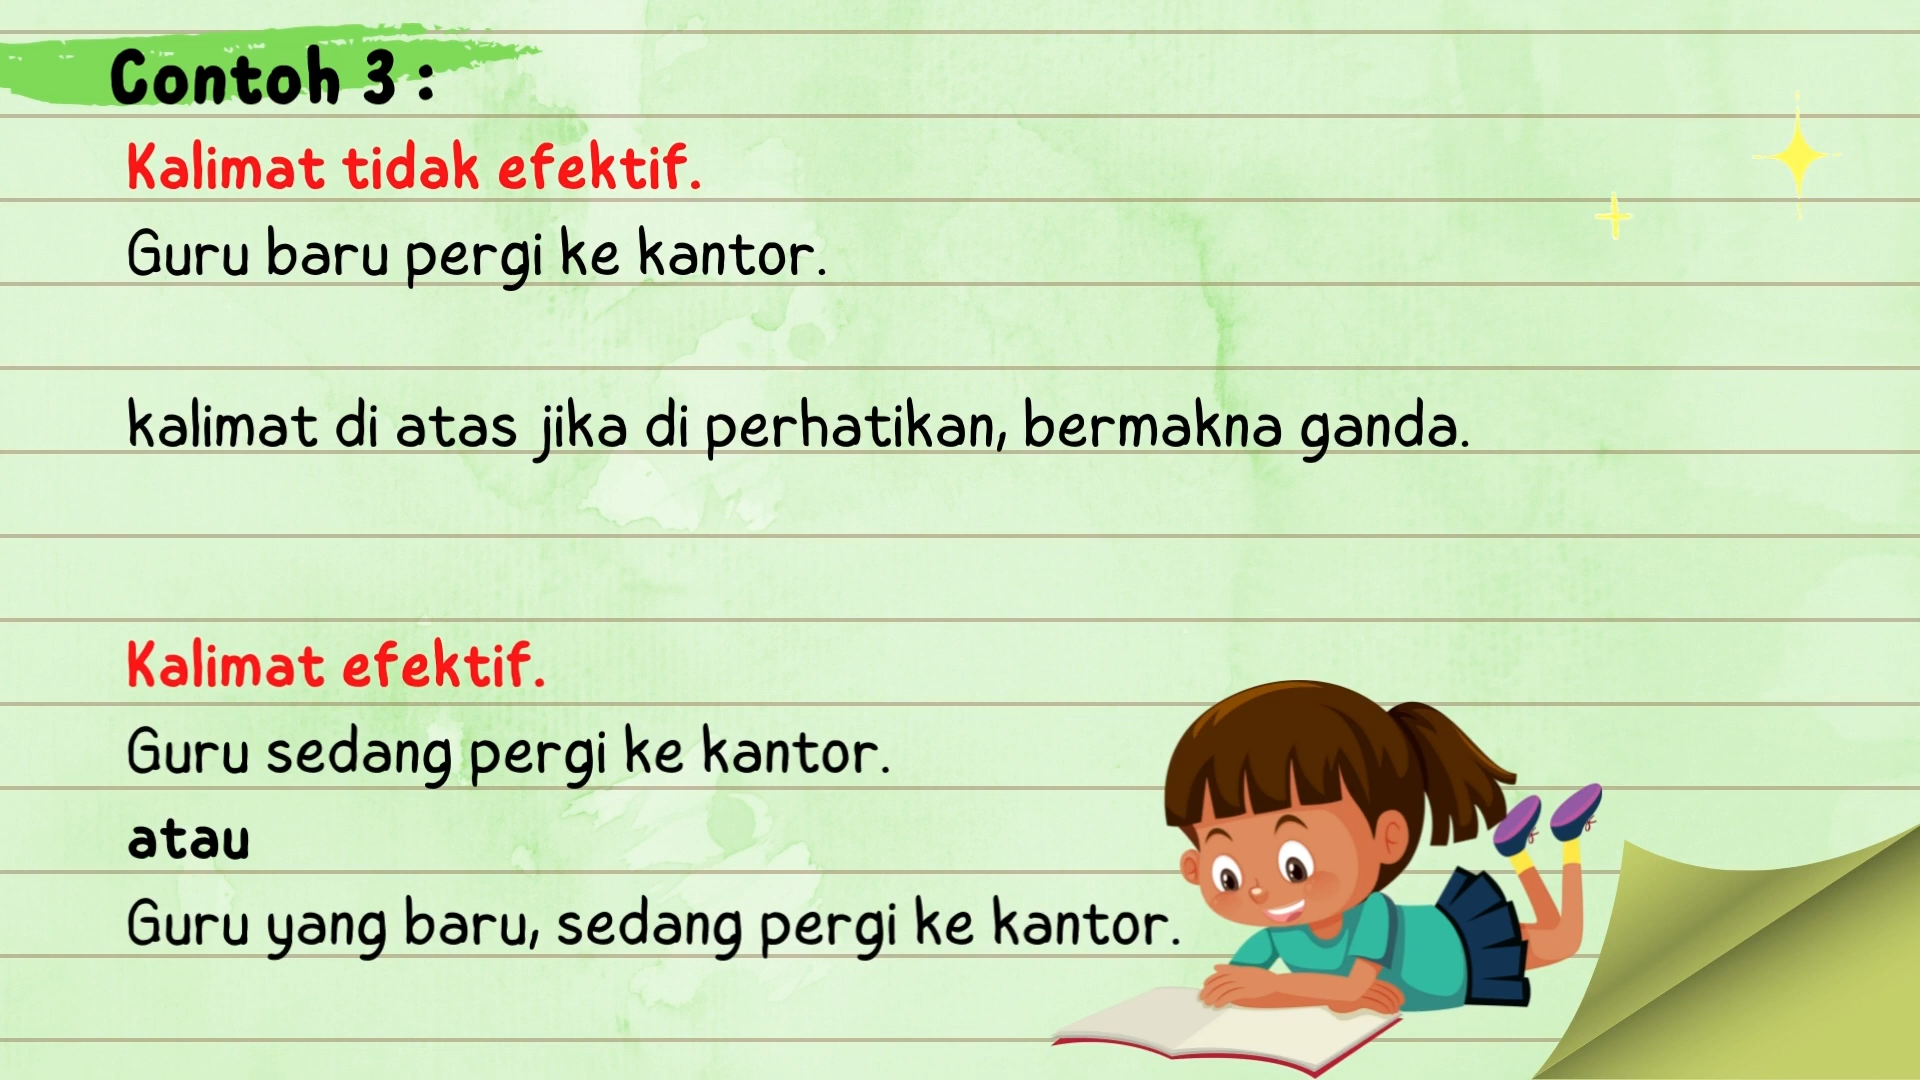 Contoh 3 :
Kalimat tidak efektif.
Guru baru pergi ke kantor.
kalimat di atas jika di perhatikan, bermakna ganda.
Kalimat efektif.
Guru sedang pergi ke kantor.
atau
Guru yang baru, sedang pergi ke kantor.